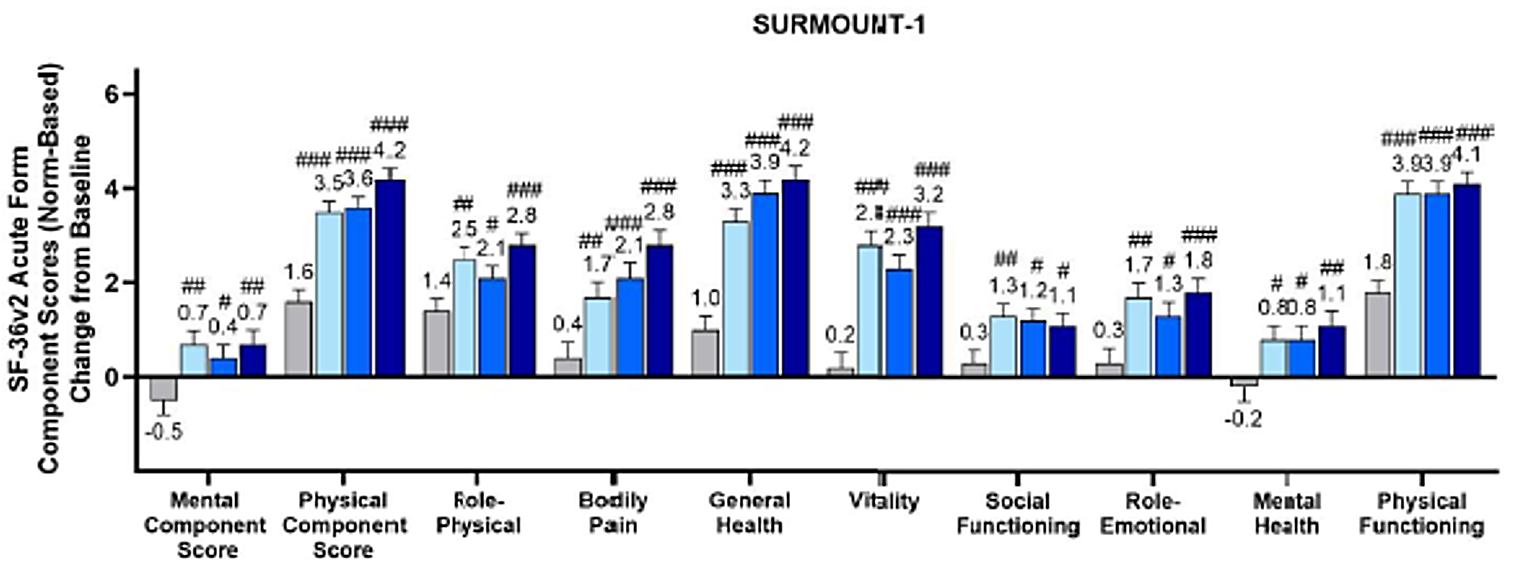 SURMOUNT-1
SF-36v2 Acute Form
Component Scores (Norm-Based)
Change from Baseline
6
4
2
0
## # ##
0.7 0.4 0.7
-0.5
### ### ###
1.6 3.5 3.6 4.2
## # ###
1.4 2.5 2.1 2.8
## ### ###
0.4 1.7 2.1 2.8
### ### ###
1.0 3.3 3.9 4.2
### ### ###
0.2 2.3 3.2
## # #
0.3 1.3 1.2 1.1
## # ###
0.3 1.7 1.3 1.8
# # ##
0.8 0.8 1.1
-0.2
### ### ###
1.8 3.9 3.9 4.1
Mental
Component
Score
Physical
Component
Score
Role-
Physical
Bodily
Pain
General
Health
Vitality
Social
Functioning
Role-
Emotional
Mental
Health
Physical
Functioning